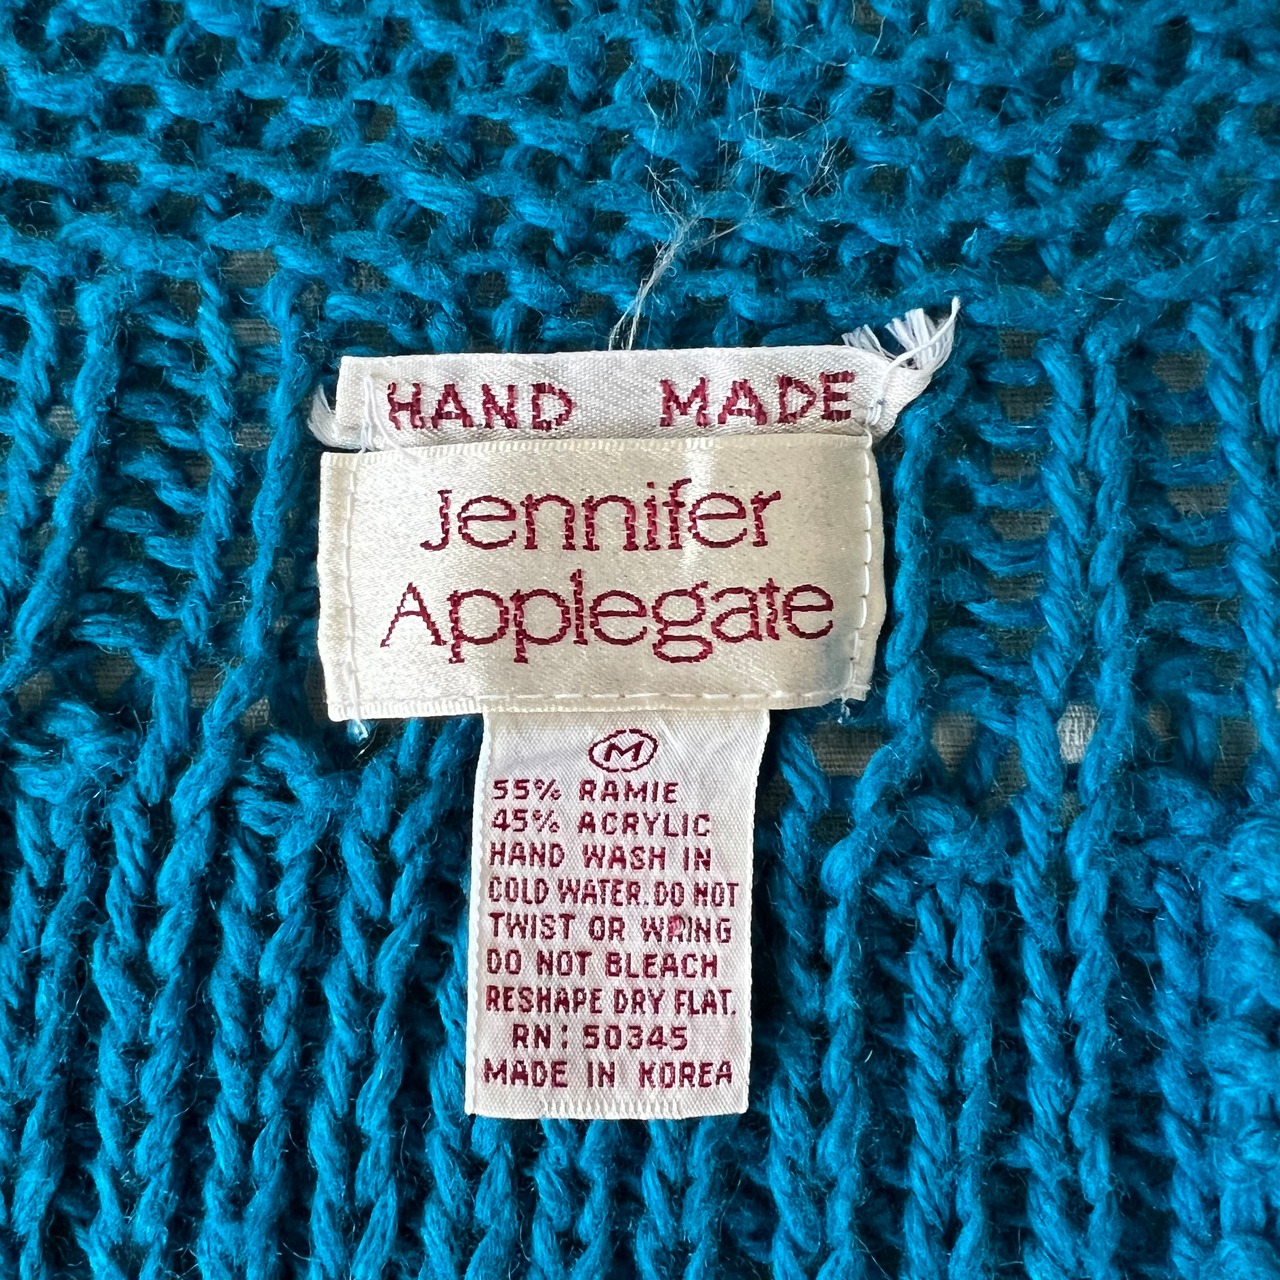 HAND MADE
Jennifer
Applegate
M
55% RAMIE
45% ACRYLIC
HAND WASH IN
COLD WATER. DO NOT
TWIST OR WRING
DO NOT BLEACH
RESHAPE DRY FLAT.
RN: 50345
MADE IN KOREA